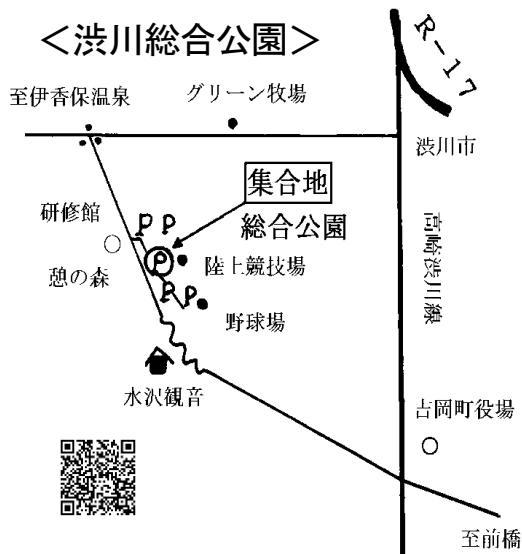 ＜渋川総合公園＞
R-17
至伊香保温泉
グリーン牧場
渋川市
集合地
総合公園
研修館
P P
P
陸上競技場
高崎渋川線
憩の森
P P
野球場
水沢観音
吉岡町役場
至前橋